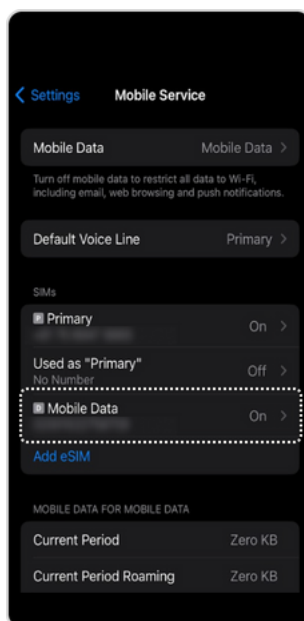 Settings
Mobile Service
Mobile Data
Mobile Data
Turn off mobile data to restrict all data to Wi-Fi,
including email, web browsing and push notifications.
Default Voice Line
Primary
SIMs
P Primary
On
Used as "Primary"
No Number
Off
D Mobile Data
On
Add eSIM
MOBILE DATA FOR MOBILE DATA
Current Period
Zero KB
Current Period Roaming
Zero KB